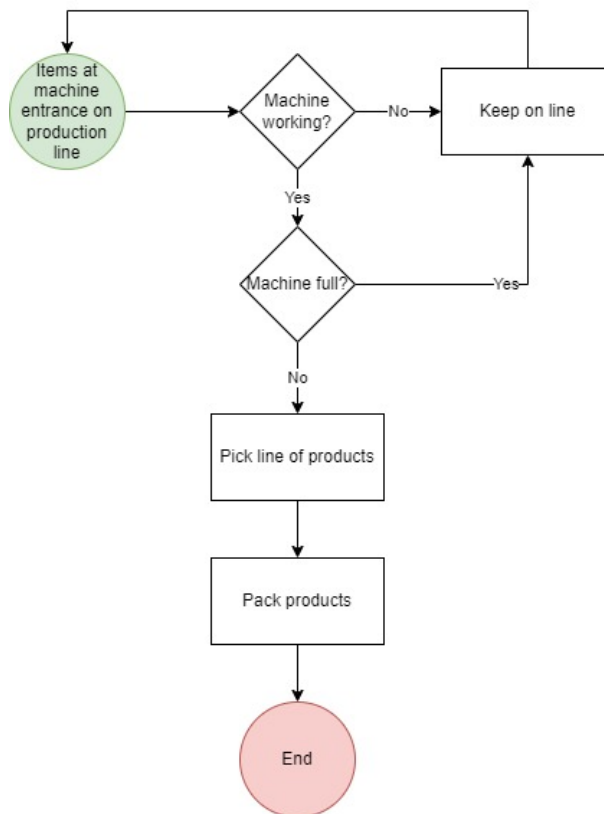 Items at
machine
entrance on
production
line
Machine
working?
No
Keep on line
Yes
Machine full?
Yes
No
Pick line of products
Pack products
End